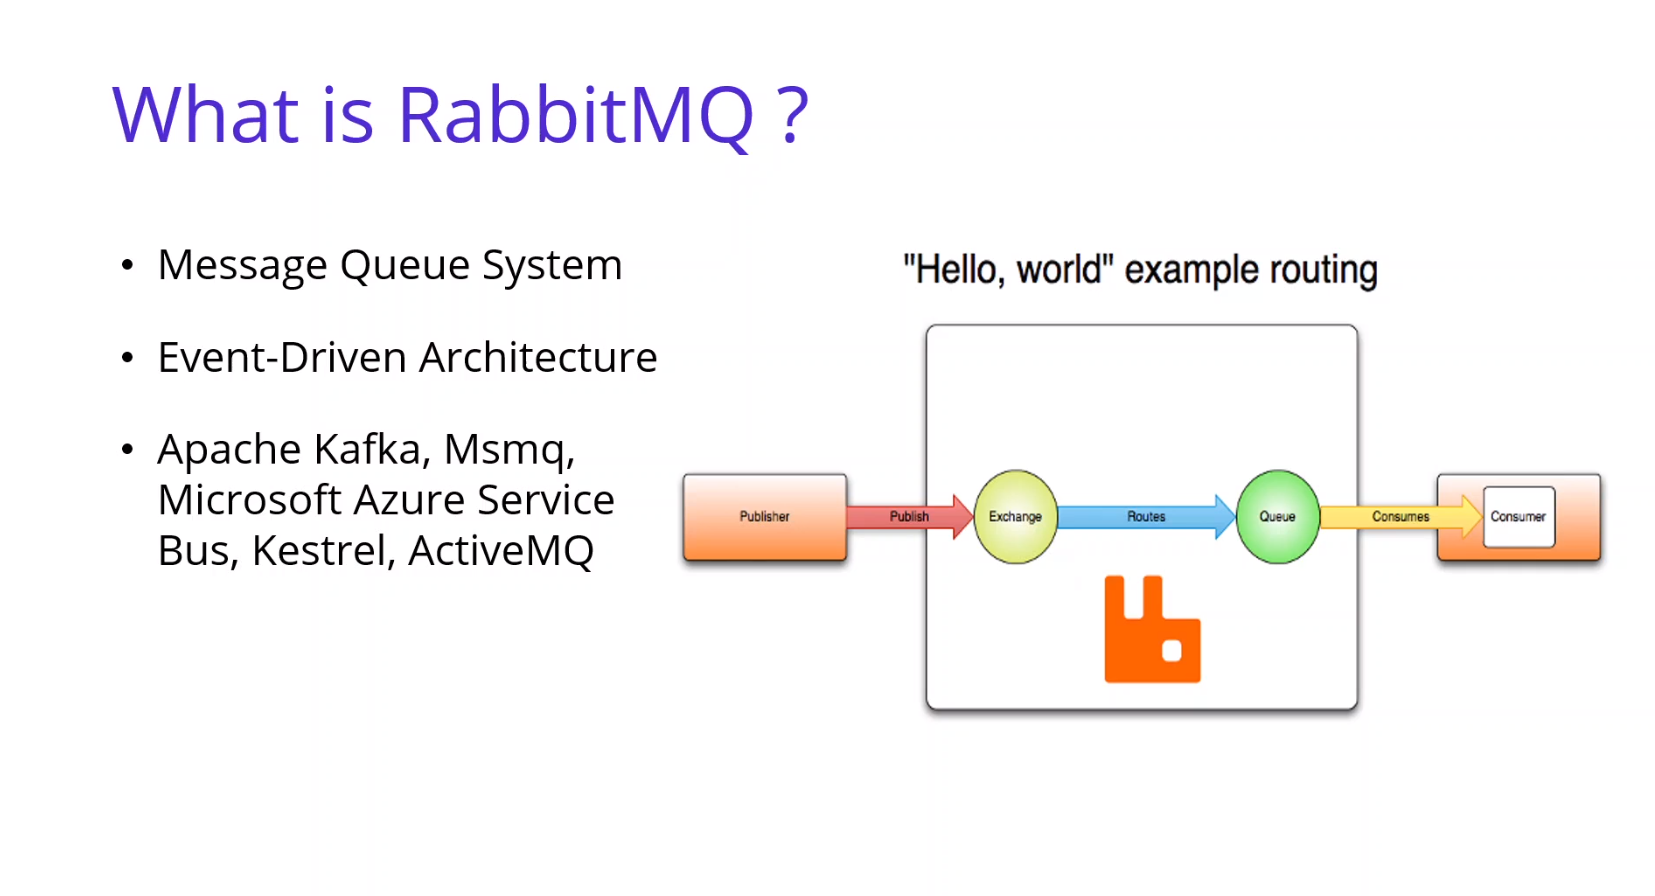 What is RabbitMQ ?
• Message Queue System
• Event-Driven Architecture
• Apache Kafka, Msmq,
Microsoft Azure Service
Bus, Kestrel, ActiveMQ
"Hello, world" example routing
Publisher
Publish
Exchange
Routes
Queue
Consumes
Consumer